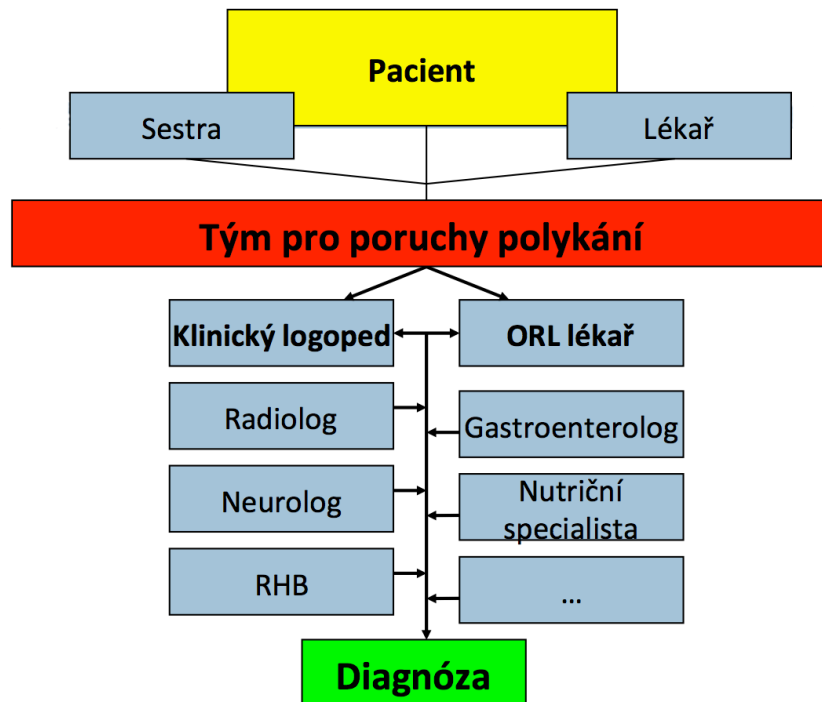 Pacient
Sestra
Lékař
Tým pro poruchy polykání
Klinický logoped
ORL lékař
Radiolog
Gastroenterolog
Neurolog
Nutriční
specialista
RHB
...
Diagnóza